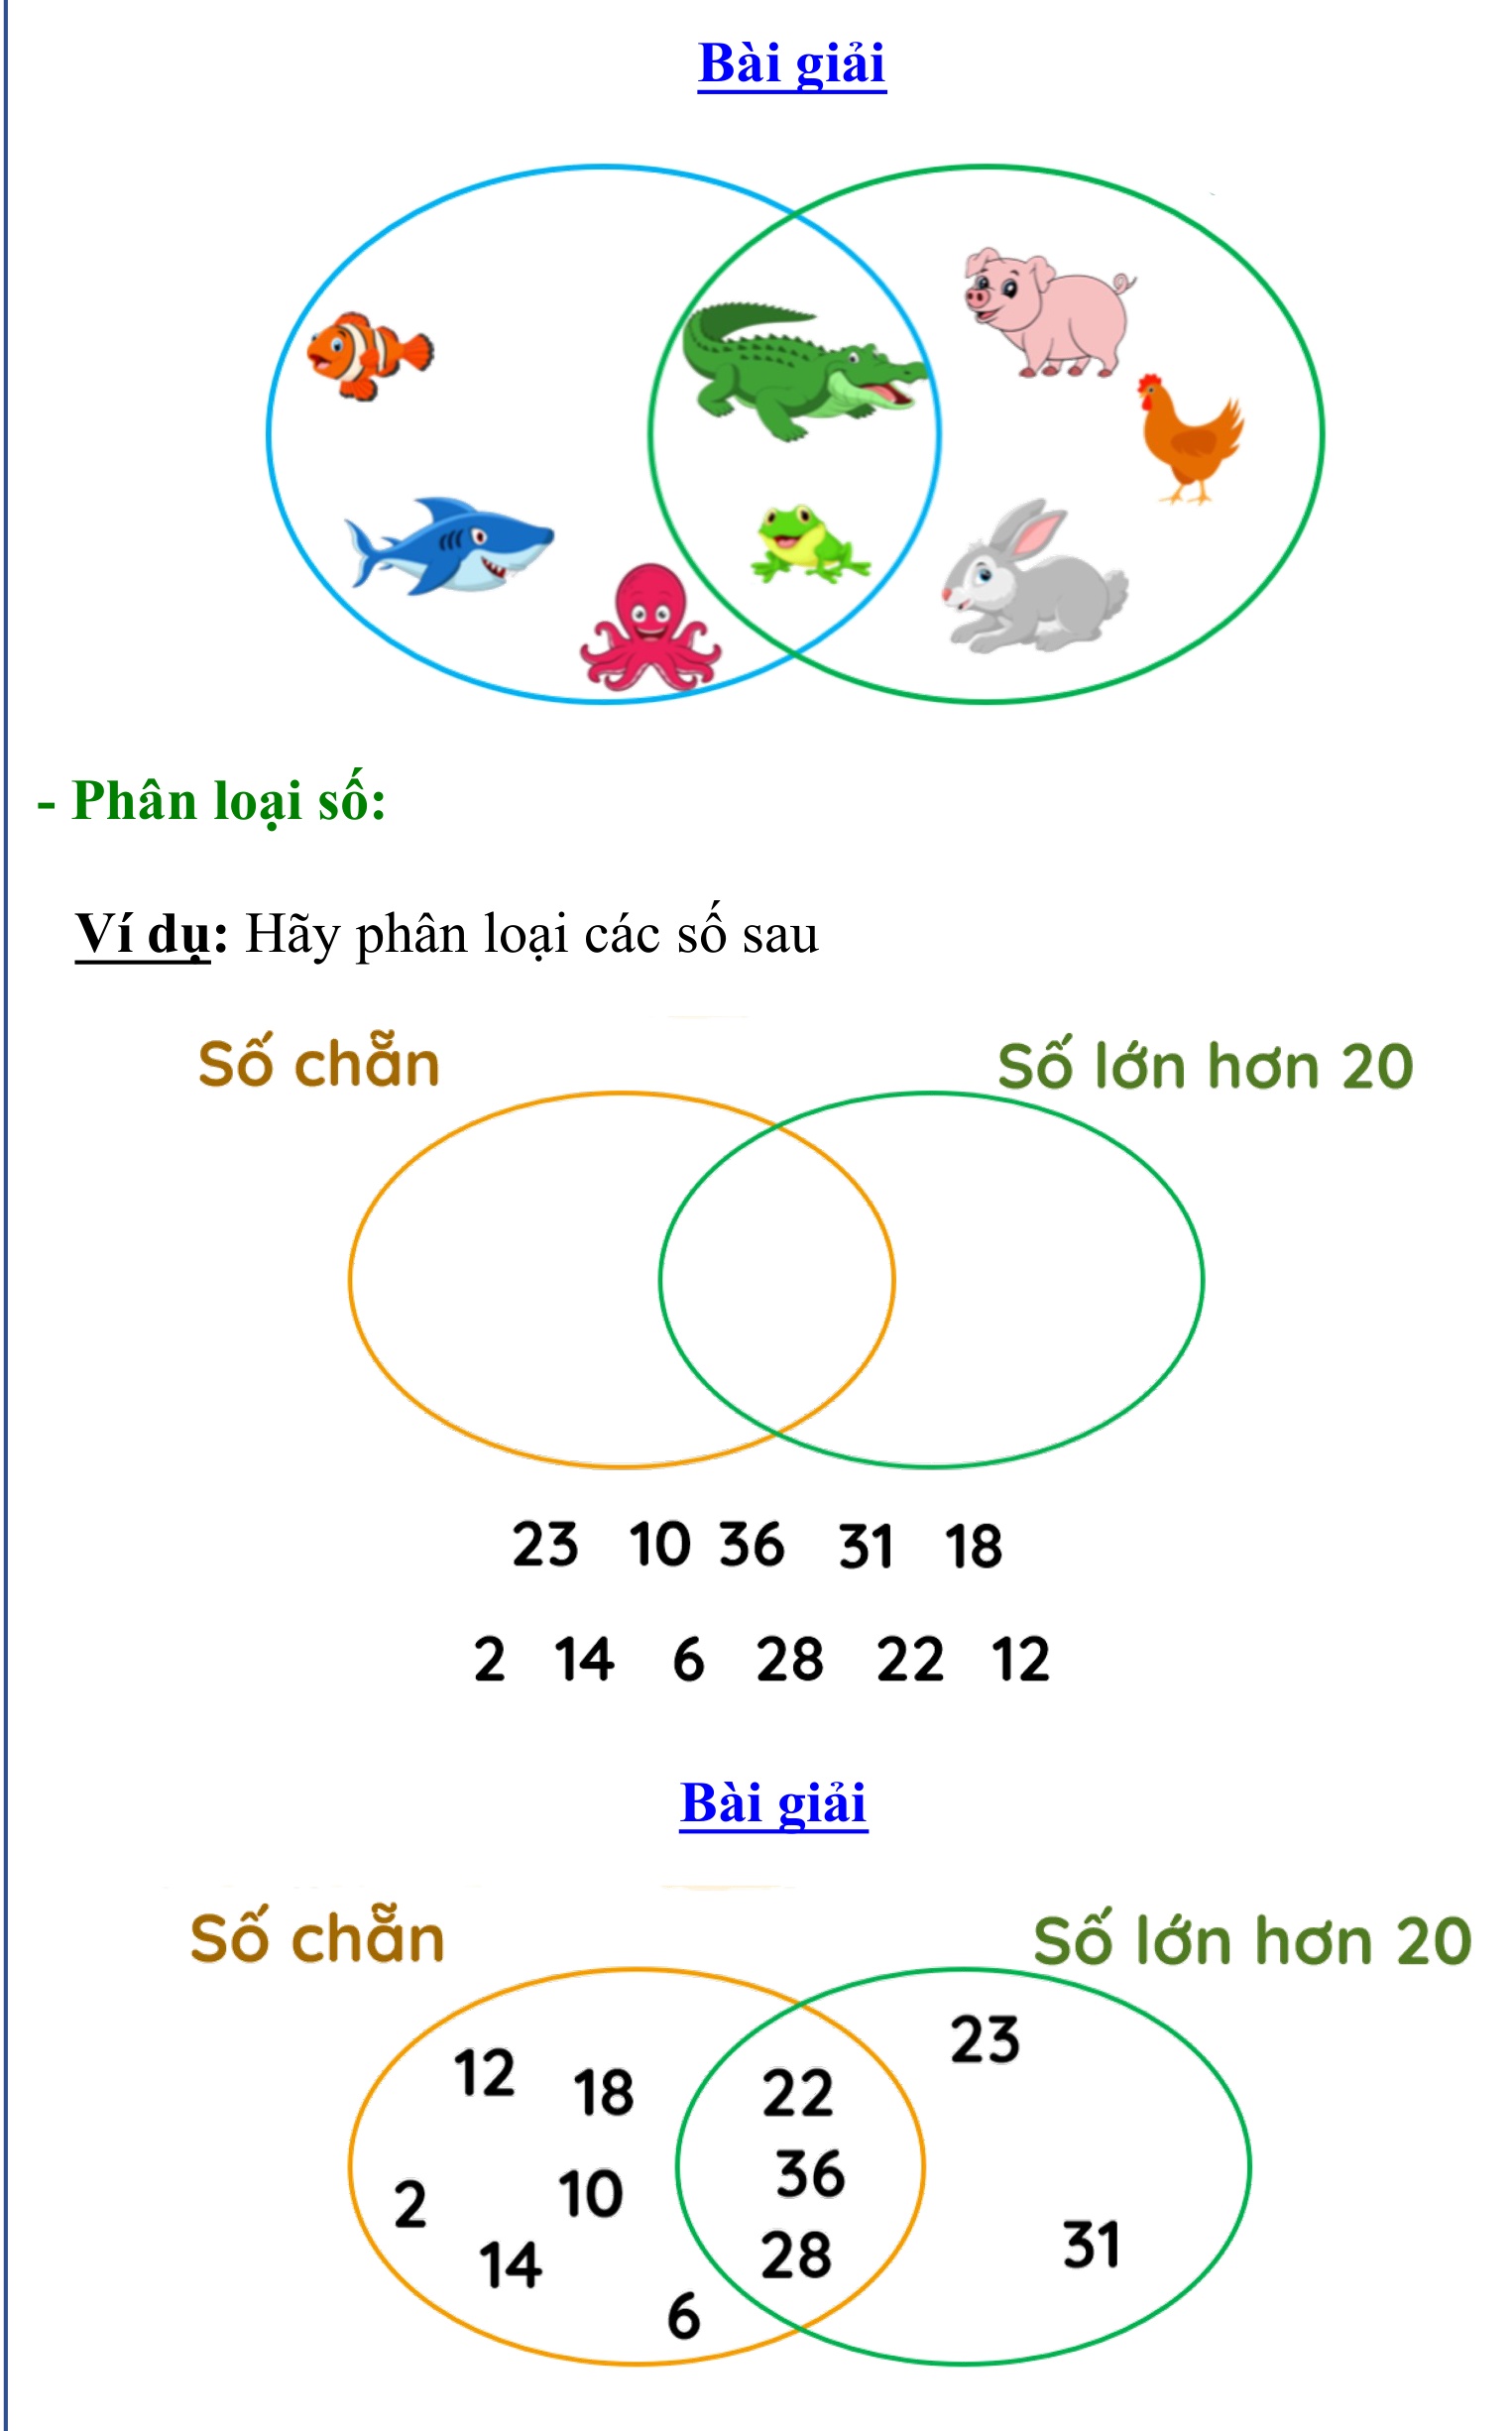 Bài giải
- Phân loại số:
Ví dụ: Hãy phân loại các số sau
Số chẵn Số lớn hơn 20
23 10 36 31 18
2 14 6 28 22 12
Bài giải
Số chẵn Số lớn hơn 20
23
12 18 22
36
2 10
31
14 28
6